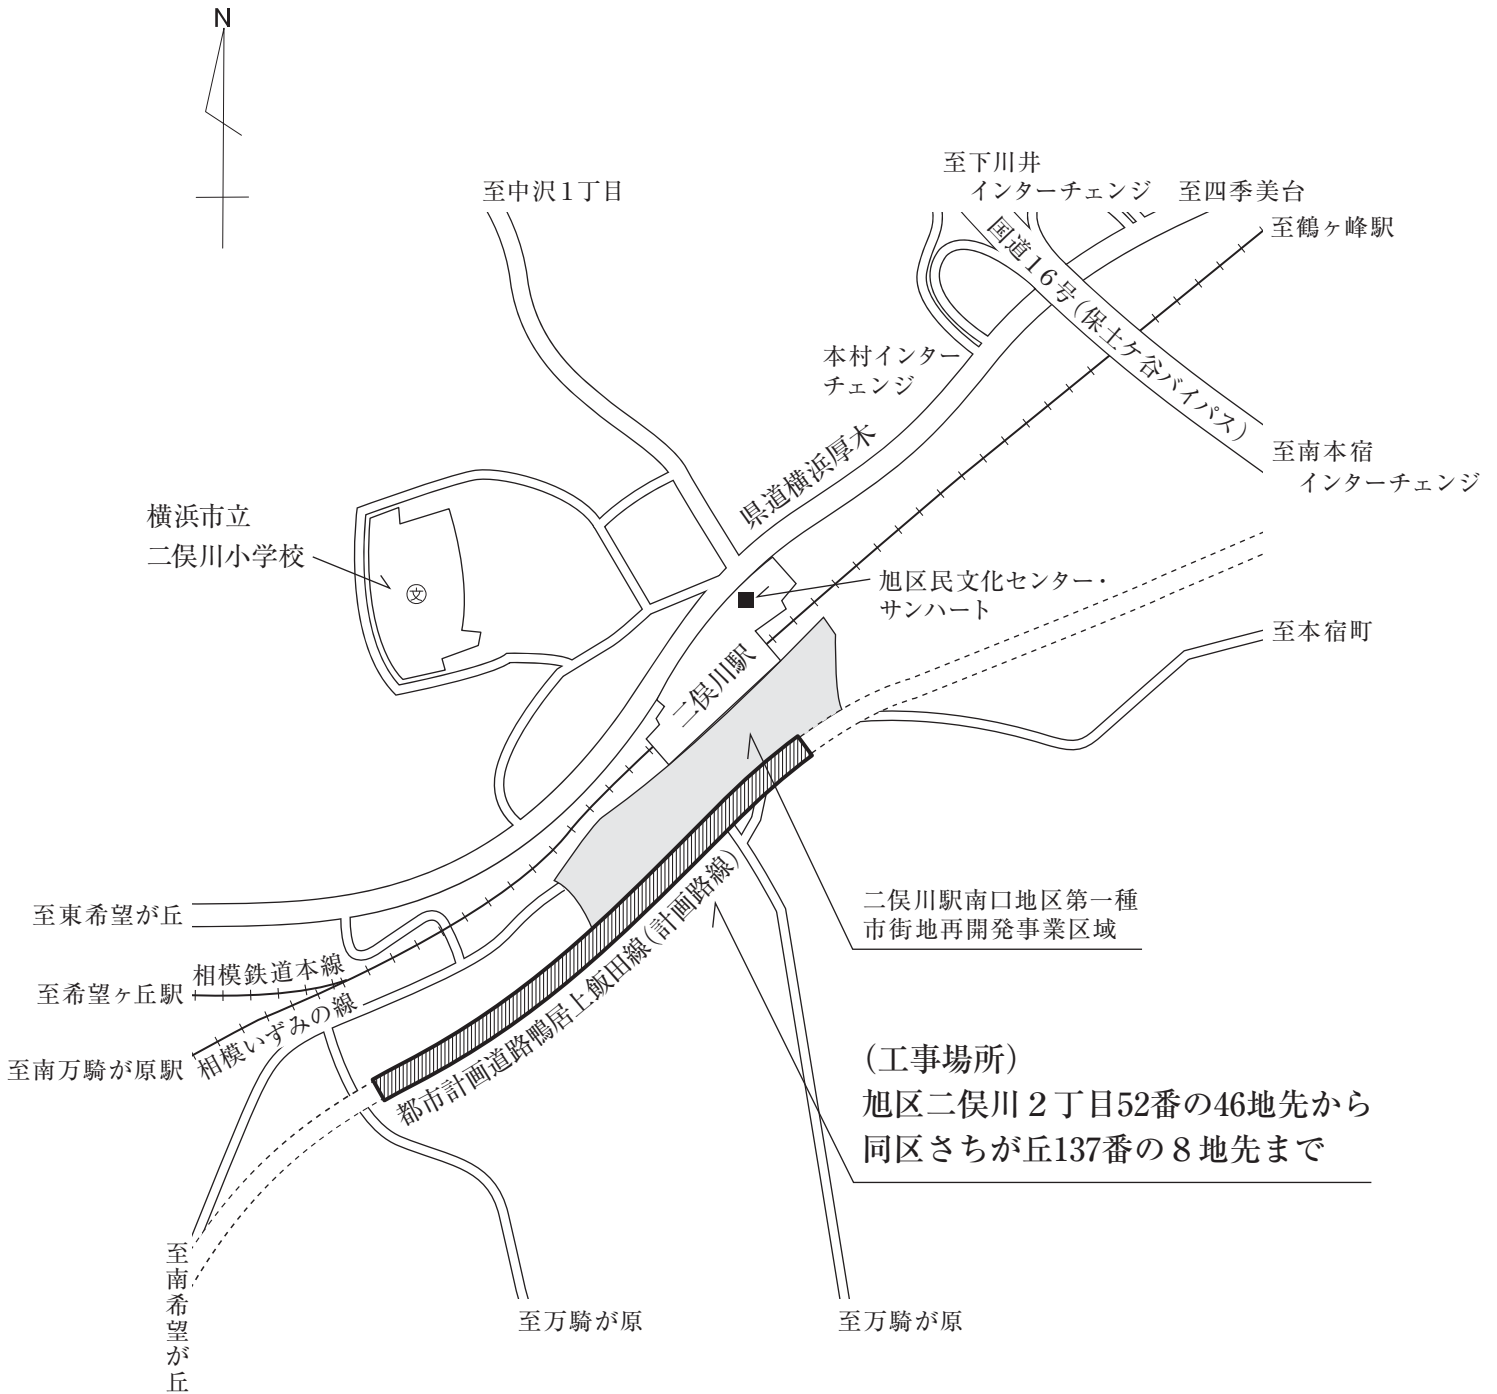 N
至中沢1丁目
至下川井
インターチェンジ
至四季美台
至鶴ヶ峰駅
国道16号(保土ケ谷バイパス)
本村インター
チェンジ
県道横浜厚木
至南本宿
インターチェンジ
横浜市立
二俣川小学校
文
旭区民文化センター・
サンハート
至本宿町
二俣川駅
二俣川駅南口地区第一種
市街地再開発事業区域
至東希望が丘
相模鉄道本線
至希望ヶ丘駅
相模いずみの線
至南万騎が原駅
都市計画道路鴨居上飯田線(計画路線)
(工事場所)
旭区二俣川2丁目52番の46地先から
同区さちが丘137番の8地先まで
至南希望が丘
至万騎が原
至万騎が原